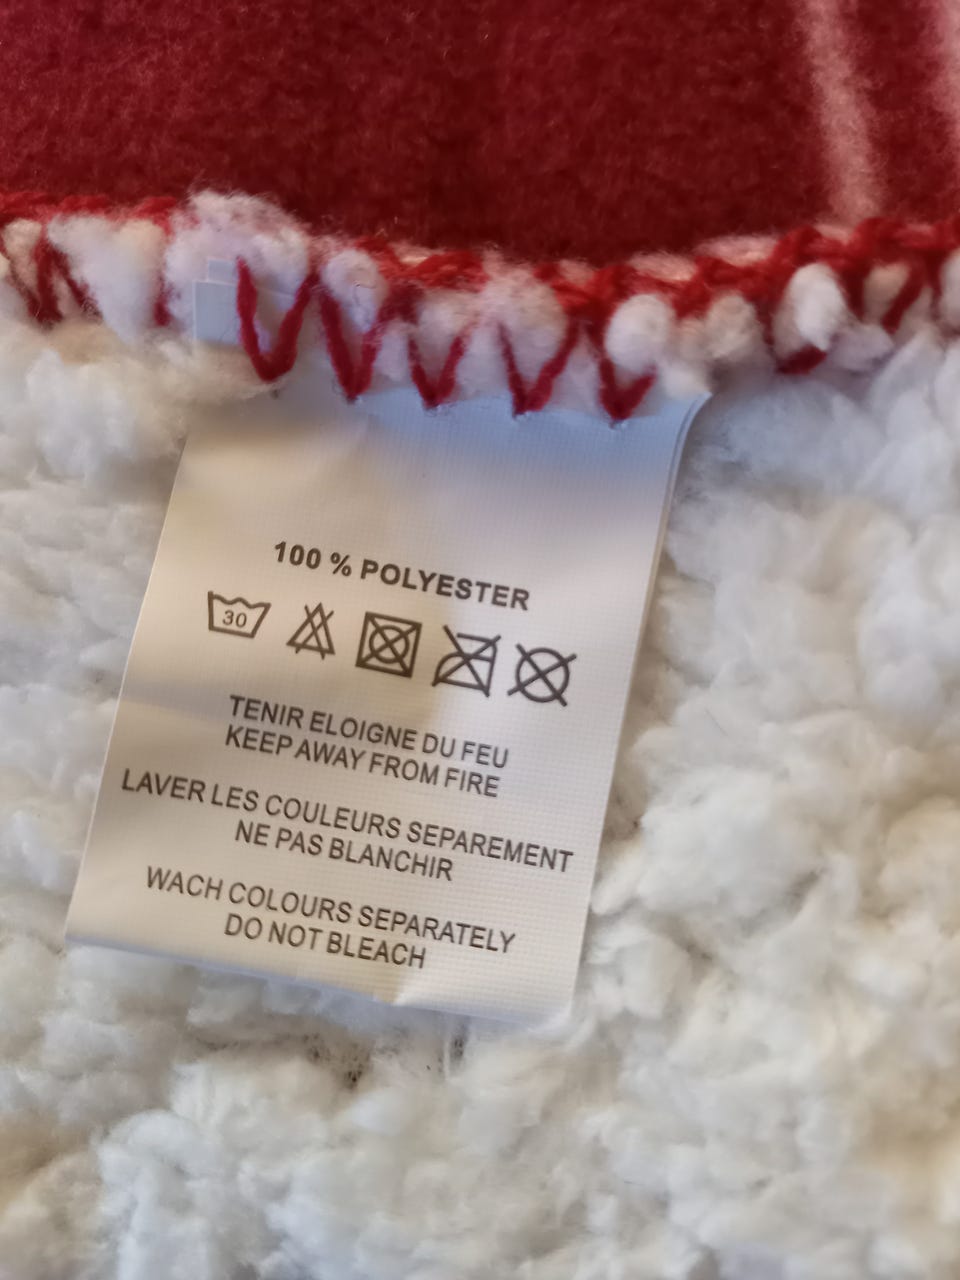 100 % POLYESTER
30
TENIR ELOIGNE DU FEU
KEEP AWAY FROM FIRE
LAVER LES COULEURS SEPAREMENT
NE PAS BLANCHIR
WACH COLOURS SEPARATELY
DO NOT BLEACH